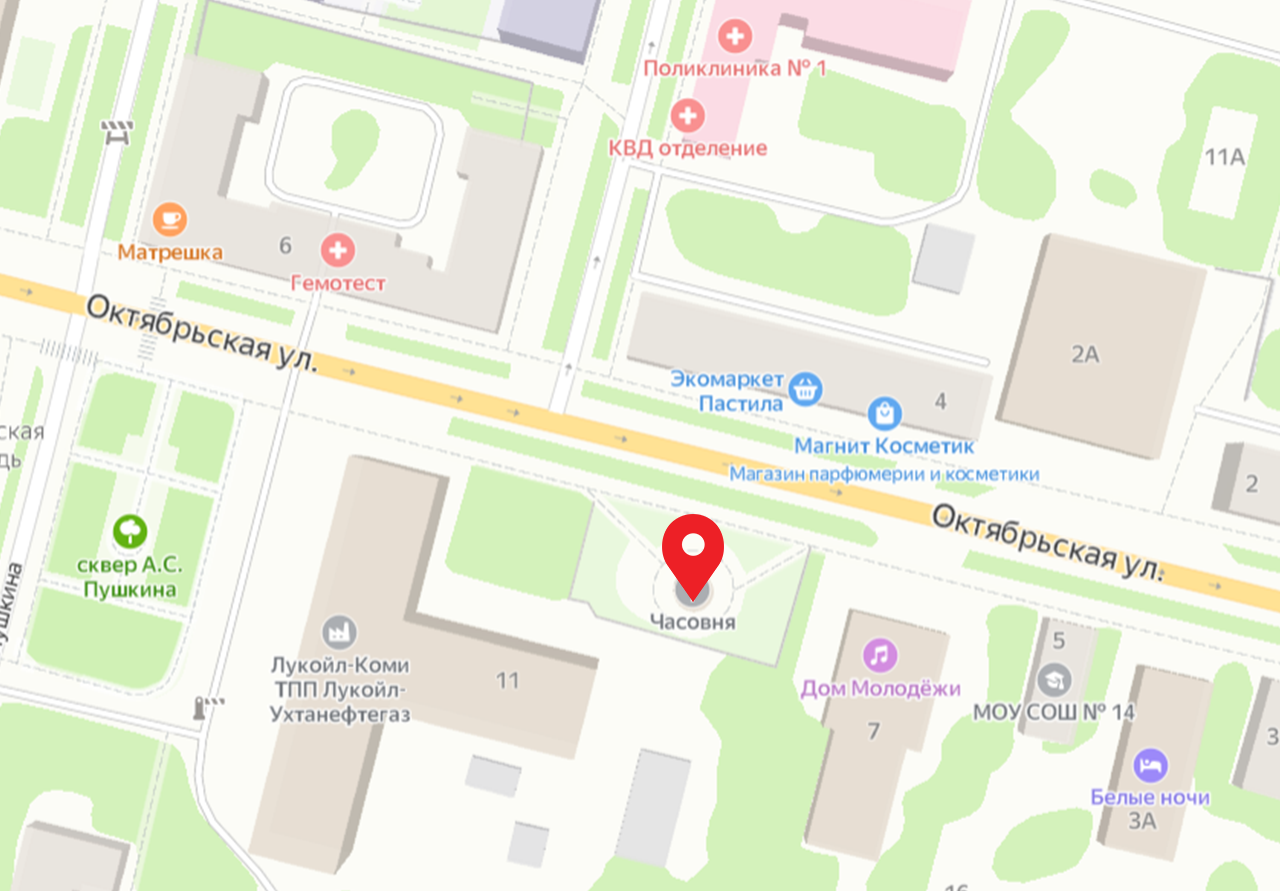 Поликлиника № 1
КВД отделение
11А
Матрешка
6
Гемотест
Октябрьская ул.
2А
Экомаркет
Пастила
4
Магнит Косметик
Магазин парфюмерии и косметики
2
Октябрьская ул.
сквер А.С.
Пушкина
Часовня
5
Лукойл-Коми
ТПП Лукойл-
Ухтанефтегаз
11
Дом Молодёжи
МОУ СОШ № 14
7
3
Белые ночи
3А